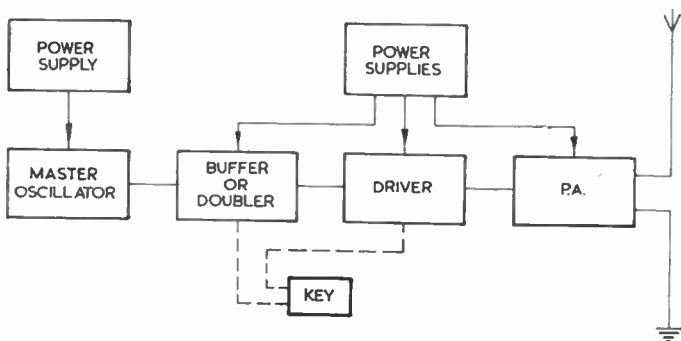 POWER
SUPPLY
POWER
SUPPLIES
MASTER
OSCILLATOR
BUFFER
OR
DOUBLER
DRIVER
P.A.
KEY